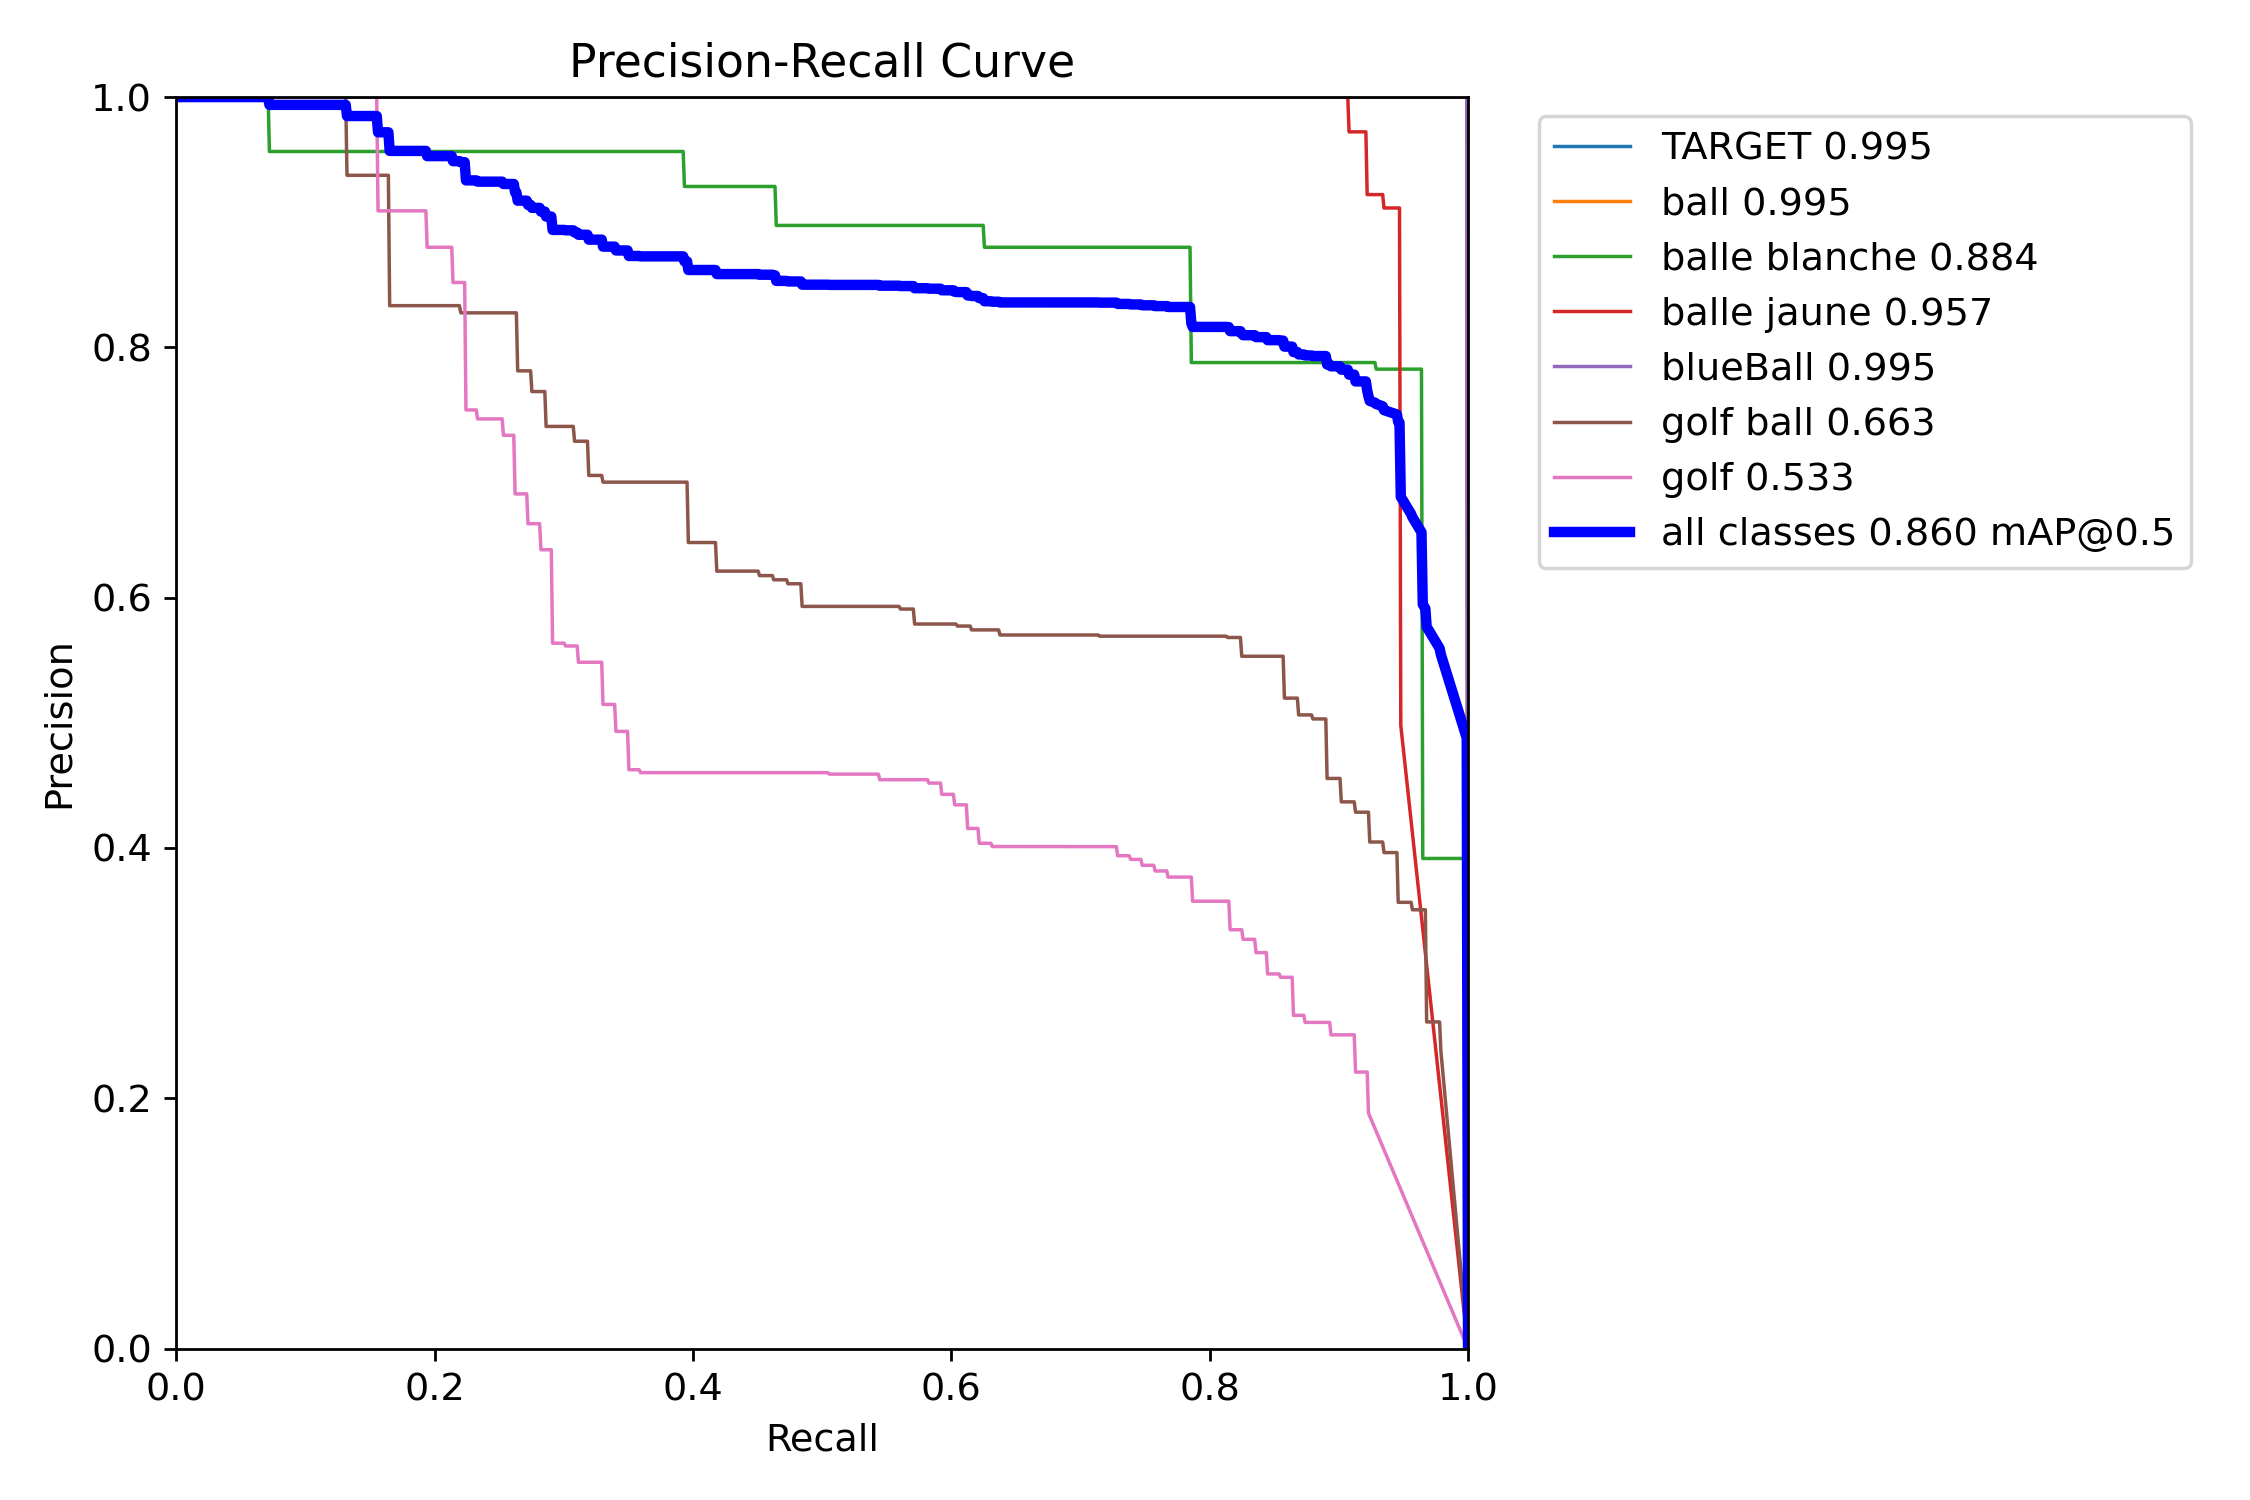 Precision-Recall Curve
1.0
0.8
0.6
0.4
0.2
0.0
Precision
0.0 0.2 0.4 0.6 0.8 1.0
Recall
TARGET 0.995
ball 0.995
balle blanche 0.884
balle jaune 0.957
blueBall 0.995
golf ball 0.663
golf 0.533
all classes 0.860 mAP@0.5